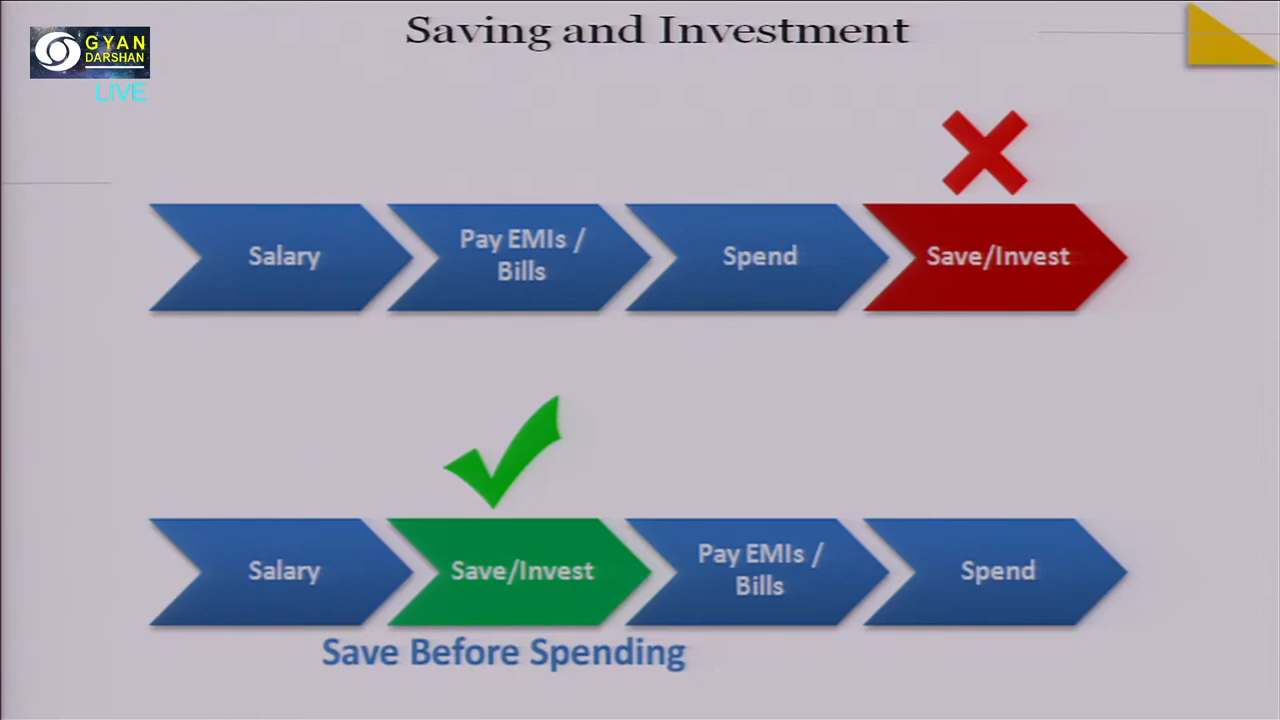 Saving and Investment
GYAN
DARSHAN
LIVE
Salary
Pay EMIs /
Bills
Spend
Save/Invest
Salary
Save/Invest
Pay EMIs /
Bills
Spend
Save Before Spending